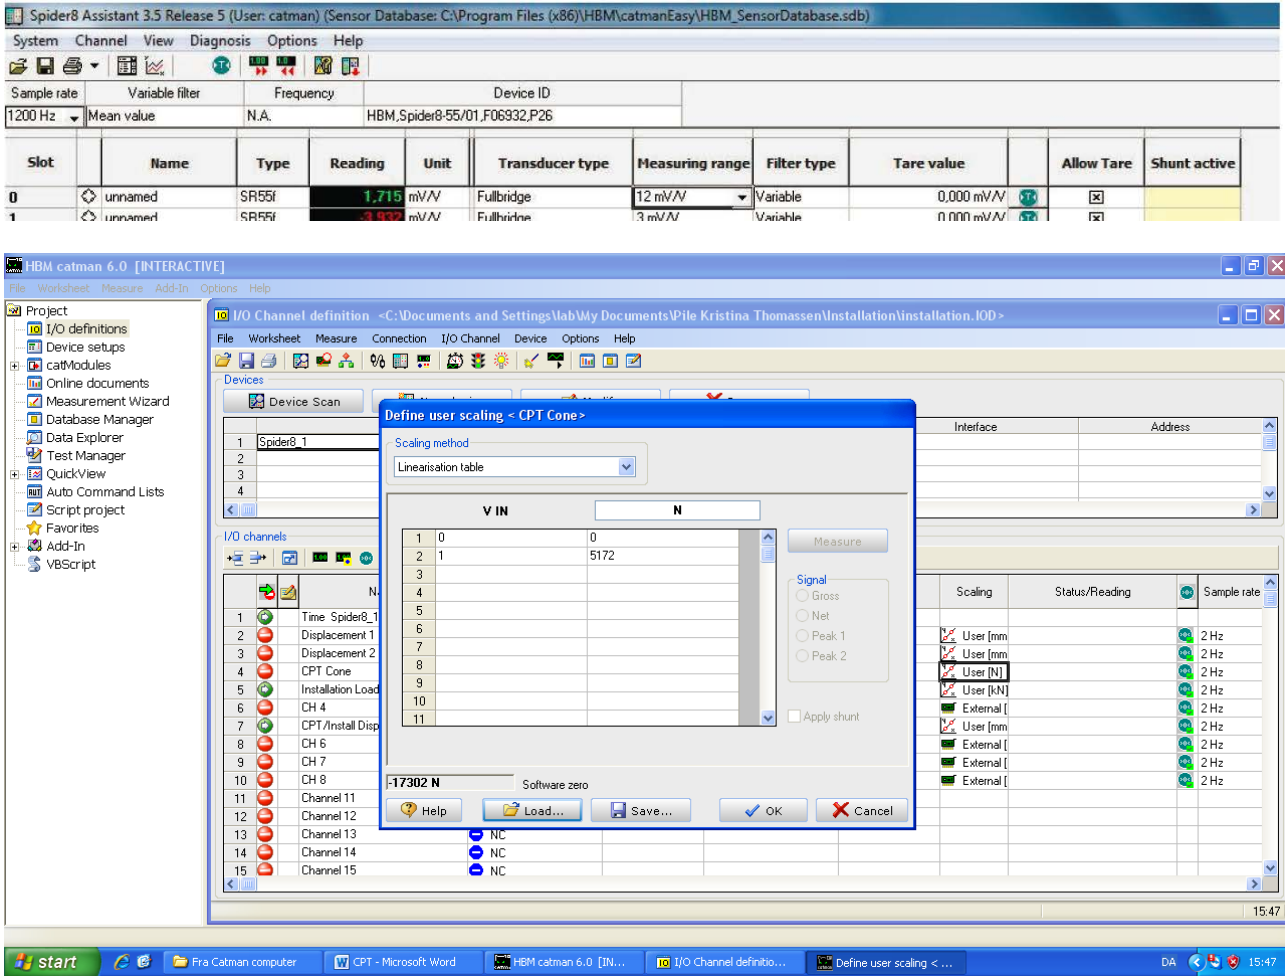 Spider8 Assistant 3.5 Release 5 (User: catman) (Sensor Database: C:\Program Files (x86)\HBM\catmanEasy\HBM_SensorDatabase.sdb)
System Channel View Diagnosis Options Help
Sample rate Variable filter Frequency Device ID
1200 Hz Mean value N.A. HBM,Spider8-55/01,F06932,P26
Slot Name Type Reading Unit Transducer type Measuring range Filter type Tare value Allow Tare Shunt active
0 unnamed SR55f 1,715 mV/V Fullbridge 12 mV/V Variable 0,000 mV/V
1 unnamed SR55f -3,932 mV/V Fullbridge 3 mV/V Variable 0,000 mV/V
HBM catman 6.0 [INTERACTIVE]
File Worksheet Measure Add-In Options Help
Project
I/O definitions
Device setups
catModules
Online documents
Measurement Wizard
Database Manager
Data Explorer
Test Manager
QuickView
Auto Command Lists
Script project
Favorites
Add-In
VBScript
I/O Channel definition <C:\Documents and Settings\lab\My Documents\Pile Kristina Thomassen\Installation\installation.IOD>
File Worksheet Measure Connection I/O Channel Device Options Help
Devices
Device Scan
Interface Address
1 Spider8_1
2
3
4
I/O channels
Scaling Status/Reading Sample rate
1 Time Spider8_1
2 Displacement 1 User [mm 2 Hz
3 Displacement 2 User [mm 2 Hz
4 CPT Cone User [N] 2 Hz
5 Installation Load User [kN] 2 Hz
6 CH 4 External [ 2 Hz
7 CPT/Install Disp User [mm 2 Hz
8 CH 6 External [ 2 Hz
9 CH 7 External [ 2 Hz
10 CH 8 External [ 2 Hz
11 Channel 11
12 Channel 12
13 Channel 13 NC
14 Channel 14 NC
15 Channel 15 NC
Define user scaling < CPT Cone>
Scaling method
Linearisation table
V IN N
1 0 0
2 1 5172
3
4
5
6
7
8
9
10
11
Measure
Signal
Gross
Net
Peak 1
Peak 2
Apply shunt
-17302 N Software zero
Help Load... Save... OK Cancel
15:47
start Fra Catman computer CPT - Microsoft Word HBM catman 6.0 [IN... I/O Channel definitio... Define user scaling < ... DA 15:47